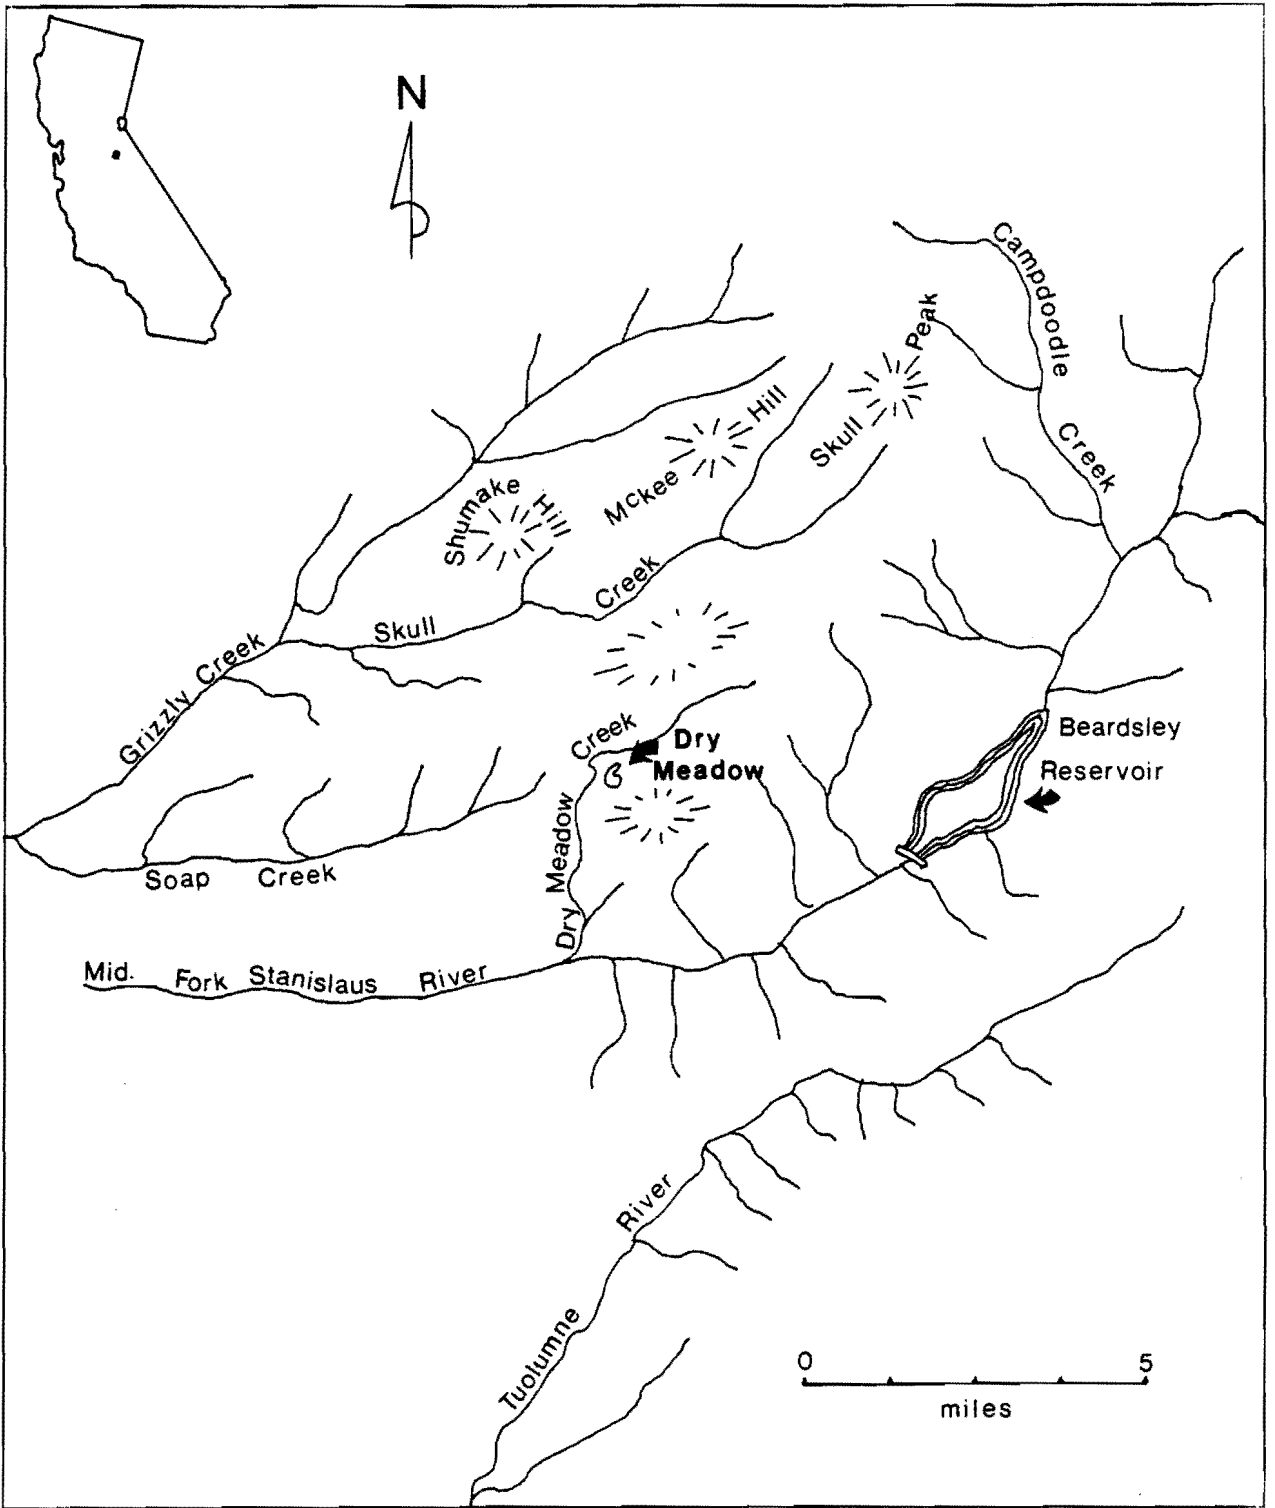 N
Campdoodle Creek
Skull Peak
Mckee Hill
Shumake Hill
Skull Creek
Grizzly Creek
Dry Meadow Creek
Dry
Meadow
Beardsley
Reservoir
Soap Creek
Mid. Fork Stanislaus River
Tuolumne River
0 5
miles